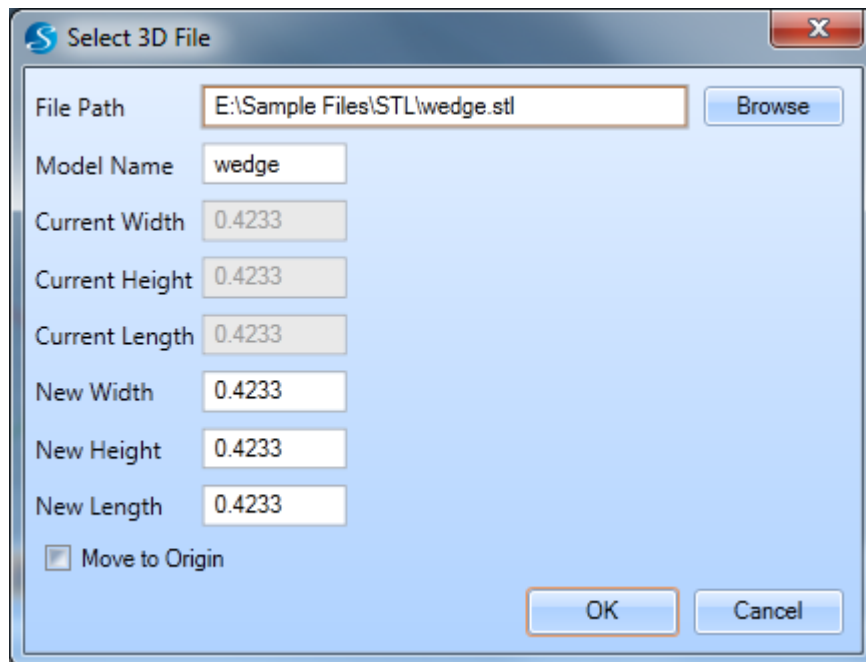 Select 3D File
File Path E:\Sample Files\STL\wedge.stl Browse
Model Name wedge
Current Width 0.4233
Current Height 0.4233
Current Length 0.4233
New Width 0.4233
New Height 0.4233
New Length 0.4233
Move to Origin
OK Cancel